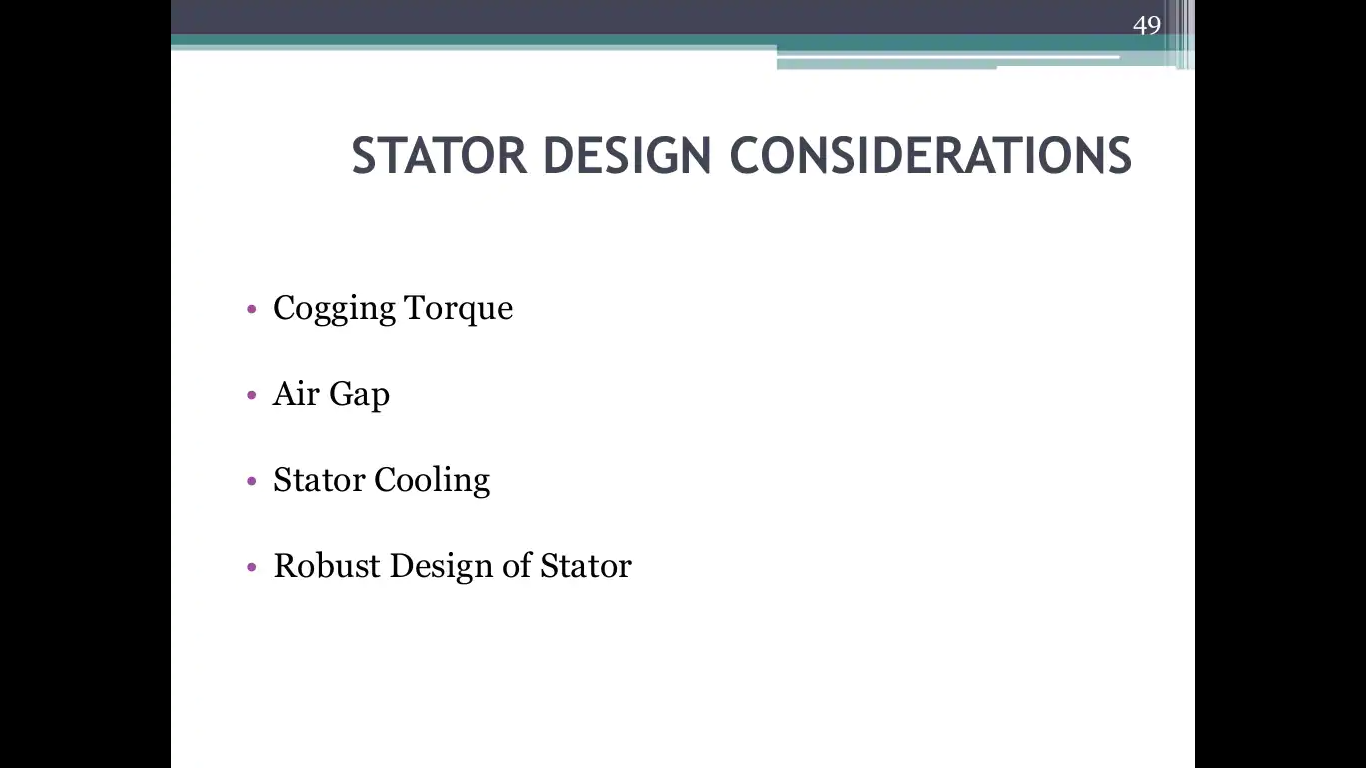 49
STATOR DESIGN CONSIDERATIONS
• Cogging Torque
• Air Gap
• Stator Cooling
• Robust Design of Stator